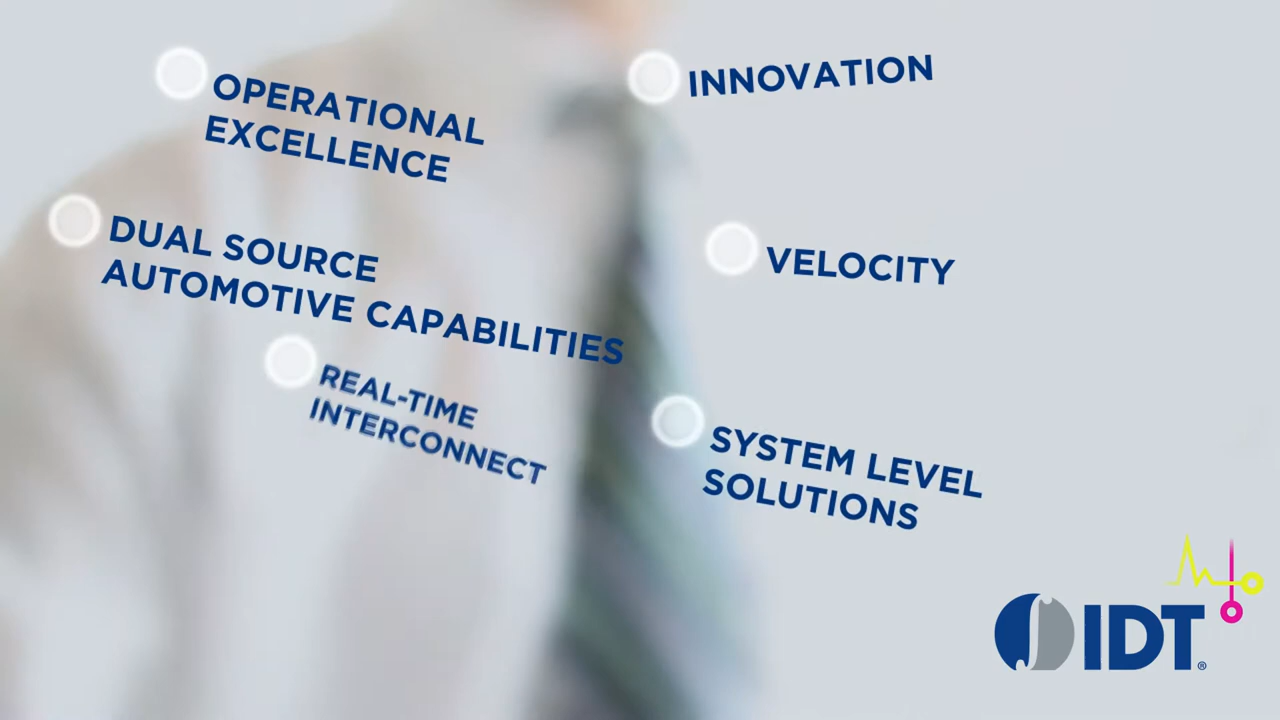 OPERATIONAL
EXCELLENCE
INNOVATION
DUAL SOURCE
AUTOMOTIVE CAPABILITIES
VELOCITY
REAL-TIME
INTERCONNECT
SYSTEM LEVEL
SOLUTIONS
IDT®